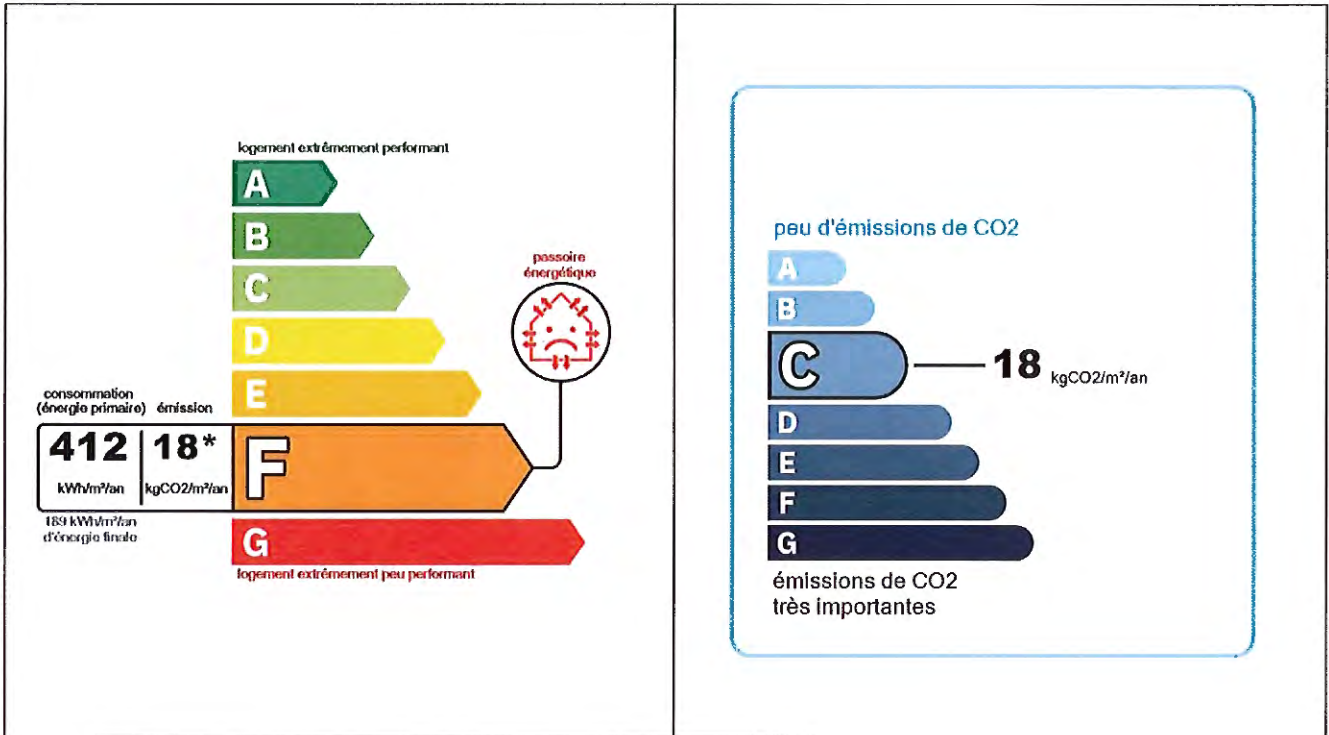 logement extrêmement performant
A
B
C
D
E
passoire
énergétique
consommation
(énergie primaire) émission
412 18*
kWh/m²/an kgCO2/m²/an
F
189 kWh/m²/an
d'énergie finale
G
logement extrêmement peu performant
peu d'émissions de CO2
A
B
C 18 kgCO2/m²/an
D
E
F
G
émissions de CO2
très importantes